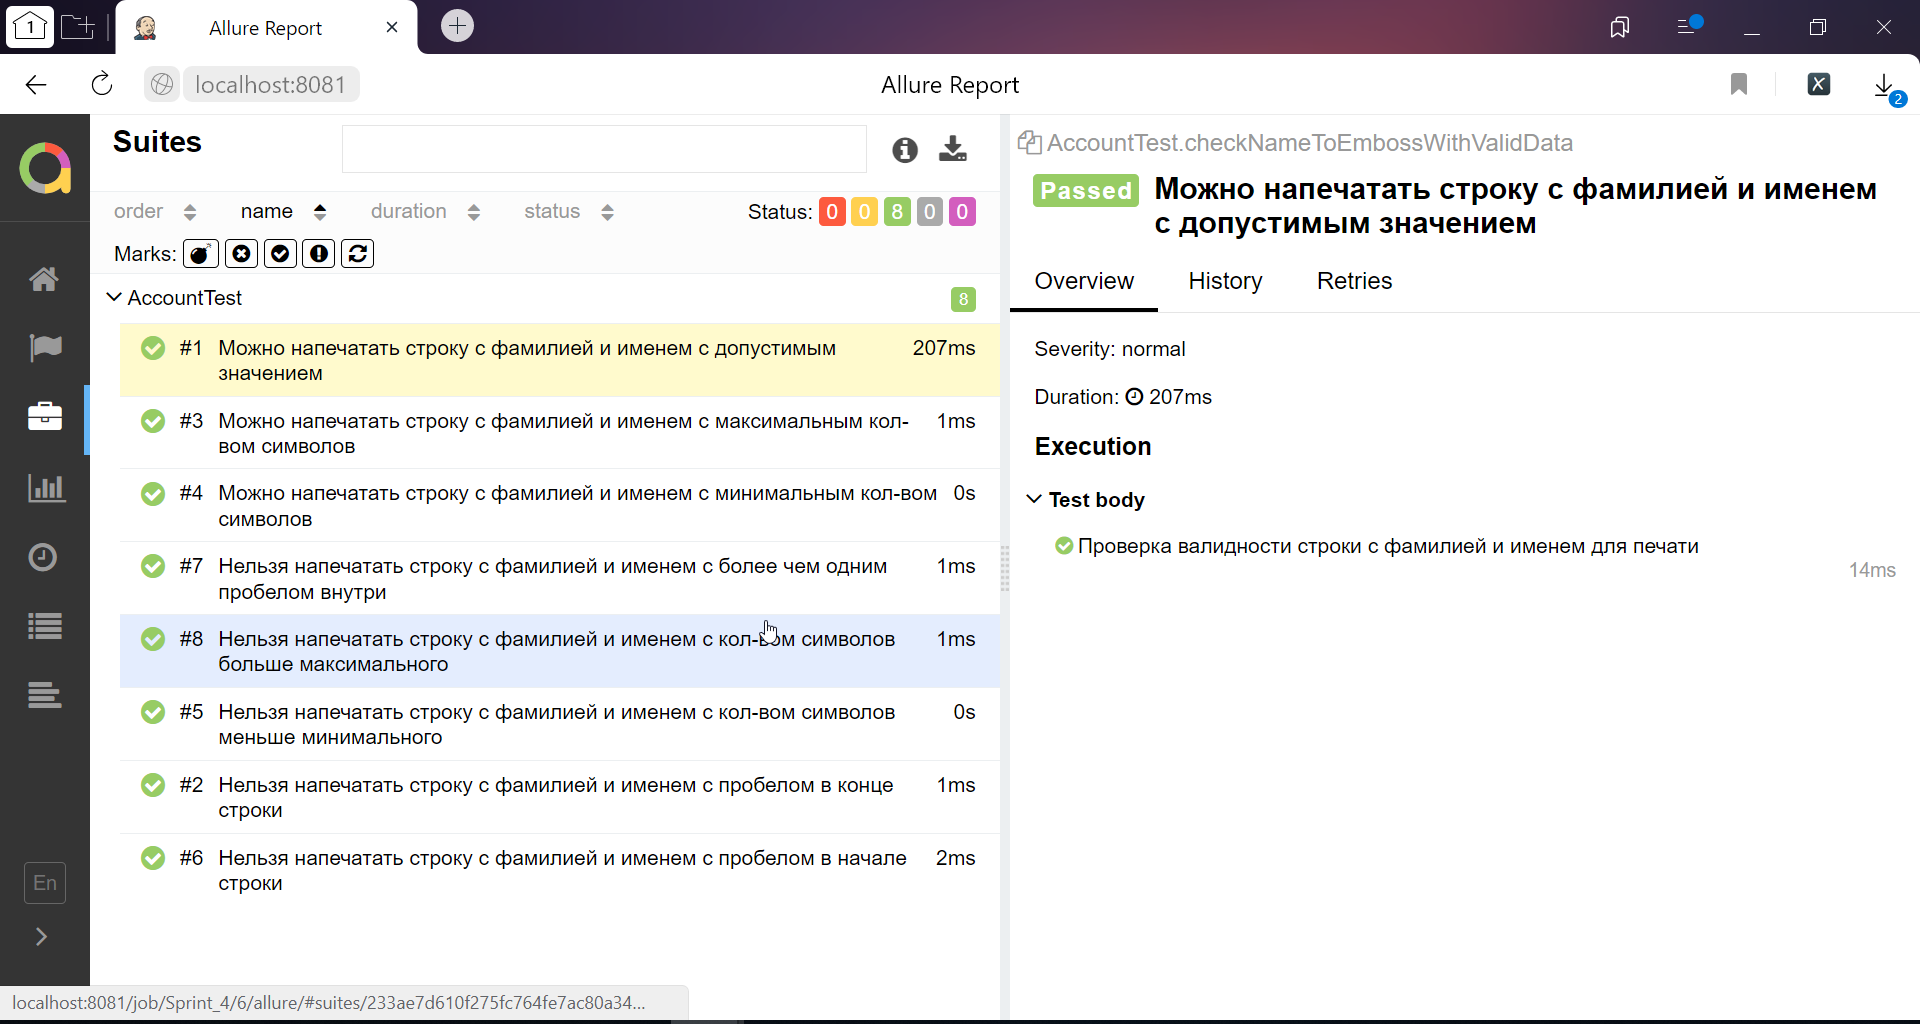 1
Allure Report
localhost:8081
Allure Report
2
Suites
order
name
duration
status
Status: 0 0 8 0 0
Marks:
AccountTest
8
#1 Можно напечатать строку с фамилией и именем с допустимым 207ms
значением
#3 Можно напечатать строку с фамилией и именем с максимальным кол-
1ms
вом символов
#4 Можно напечатать строку с фамилией и именем с минимальным кол-вом 0s
символов
#7 Нельзя напечатать строку с фамилией и именем с более чем одним 1ms
пробелом внутри
#8 Нельзя напечатать строку с фамилией и именем с кол-вом символов 1ms
больше максимального
#5 Нельзя напечатать строку с фамилией и именем с кол-вом символов 0s
меньше минимального
#2 Нельзя напечатать строку с фамилией и именем с пробелом в конце 1ms
строки
#6 Нельзя напечатать строку с фамилией и именем с пробелом в начале 2ms
строки
En
localhost:8081/job/Sprint_4/6/allure/#suites/233ae7d610f275fc764fe7ac80a34...
AccountTest.checkNameToEmbossWithValidData
Passed Можно напечатать строку с фамилией и именем
с допустимым значением
Overview
History
Retries
Severity: normal
Duration: 207ms
Execution
Test body
Проверка валидности строки с фамилией и именем для печати
14ms